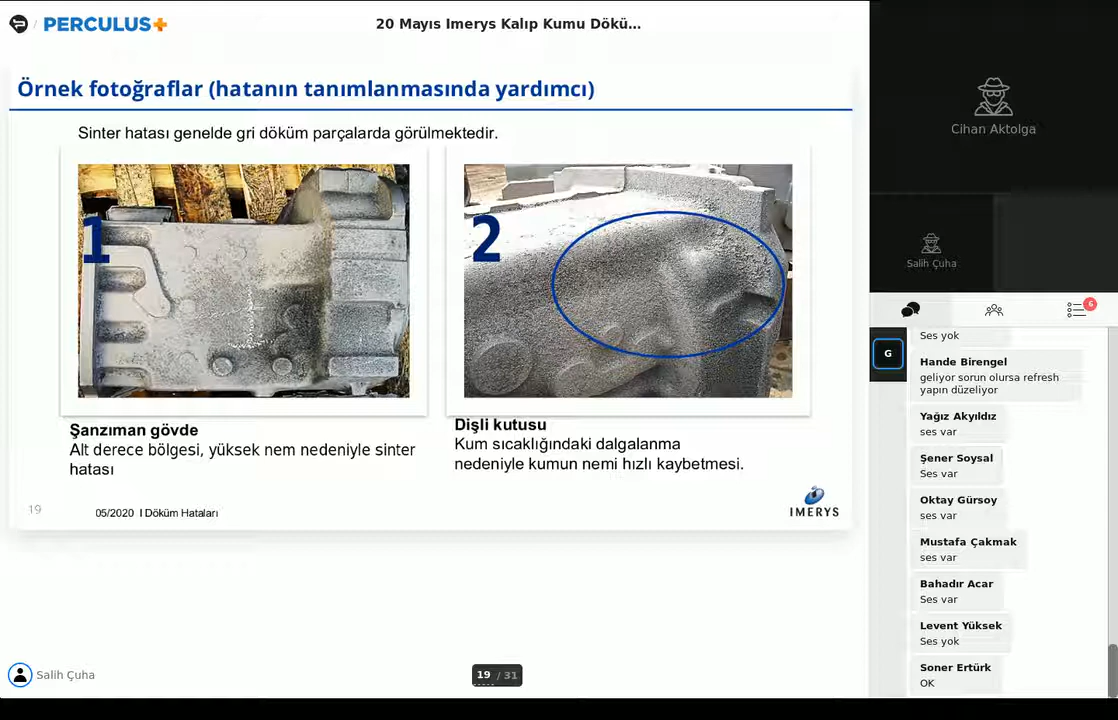 PERCULUS+
20 Mayıs Imerys Kalıp Kumu Dökü...
Örnek fotoğraflar (hatanın tanımlanmasında yardımcı)
Sinter hatası genelde gri döküm parçalarda görülmektedir.
1
2
Şanzıman gövde
Alt derece bölgesi, yüksek nem nedeniyle sinter
hatası
Dişli kutusu
Kum sıcaklığındaki dalgalanma
nedeniyle kumun nemi hızlı kaybetmesi.
19
05/2020 I Döküm Hataları
IMERYS
Salih Çuha
19 / 31
Cihan Aktolga
Salih Çuha
6
G
Ses yok
Hande Birengel
geliyor sorun olursa refresh
yapın düzeliyor
Yağız Akyıldız
ses var
Şener Soysal
Ses var
Oktay Gürsoy
ses var
Mustafa Çakmak
ses var
Bahadır Acar
Ses var
Levent Yüksek
Ses yok
Soner Ertürk
OK